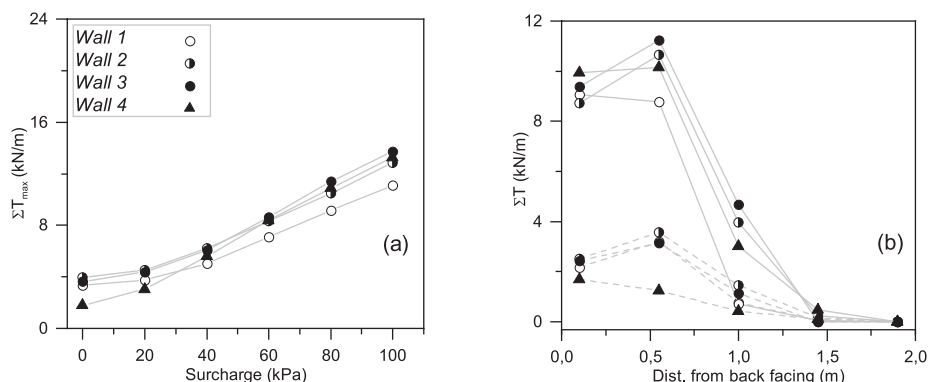 24
16
8
0
ΣTmax (kN/m)
Wall 1
Wall 2
Wall 3
Wall 4
(a)
0 20 40 60 80 100
Surcharge (kPa)
12
8
4
0
ΣT (kN/m)
(b)
0,0 0,5 1,0 1,5 2,0
Dist. from back facing (m)